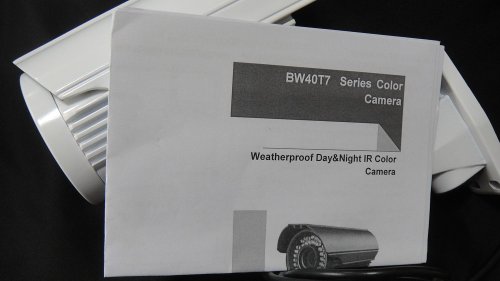 BW40T7 Series Color
Camera
Weatherproof Day&Night IR Color
Camera